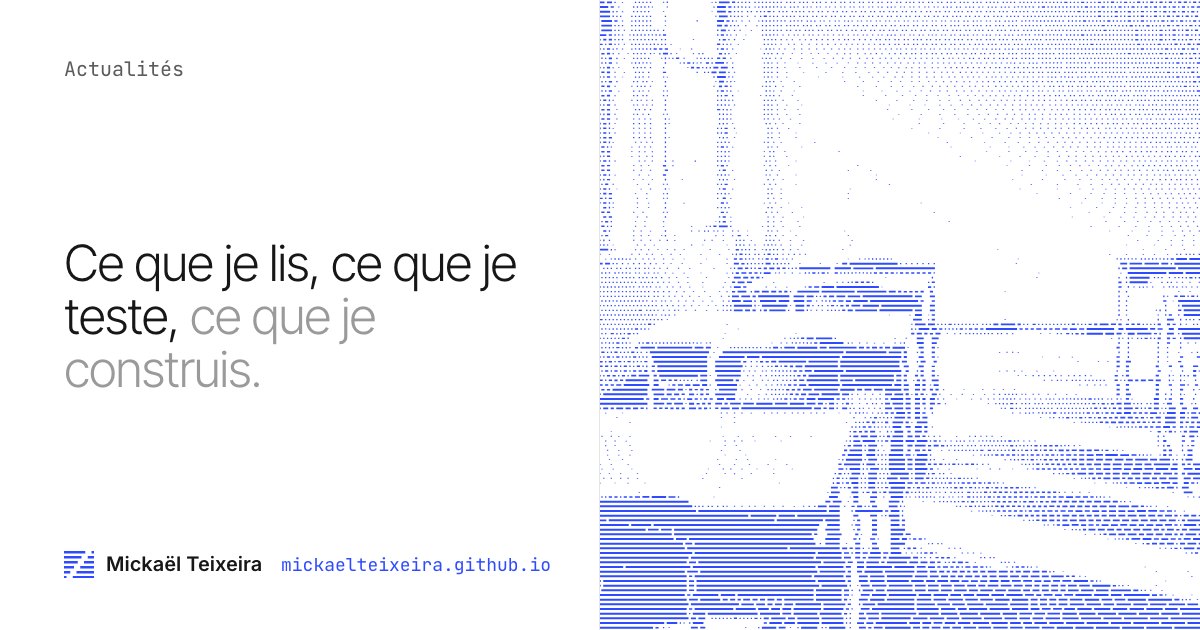 Actualités
Ce que je lis, ce que je
teste, ce que je
construis.
Mickaël Teixeira mickaelteixeira.github.io